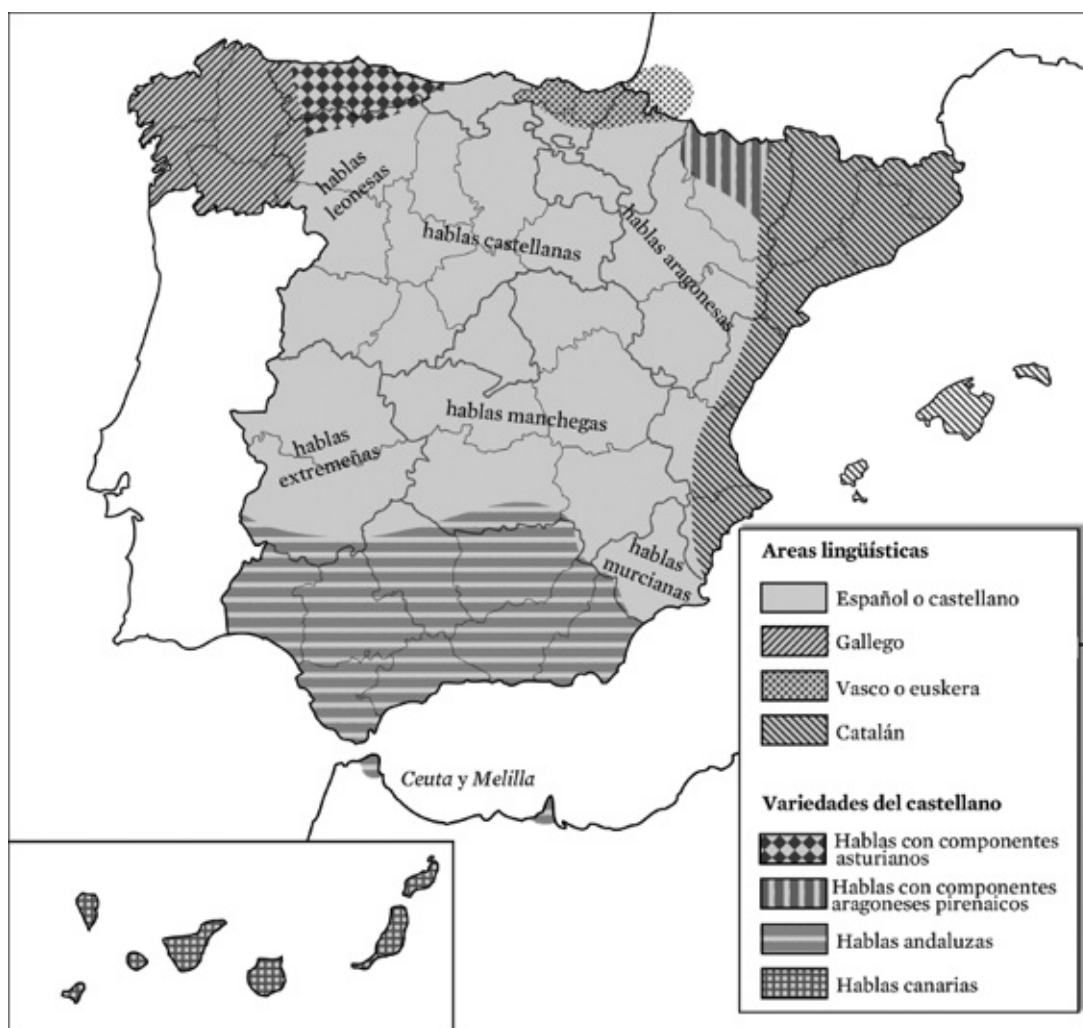 hablas
leonesas
hablas castellanas
hablas aragonesas
hablas manchegas
hablas
extremeñas
hablas
murcianas
Ceuta y Melilla
Areas lingüísticas
Español o castellano
Gallego
Vasco o euskera
Catalán
Variedades del castellano
Hablas con componentes
asturianos
Hablas con componentes
aragoneses pirenaicos
Hablas andaluzas
Hablas canarias